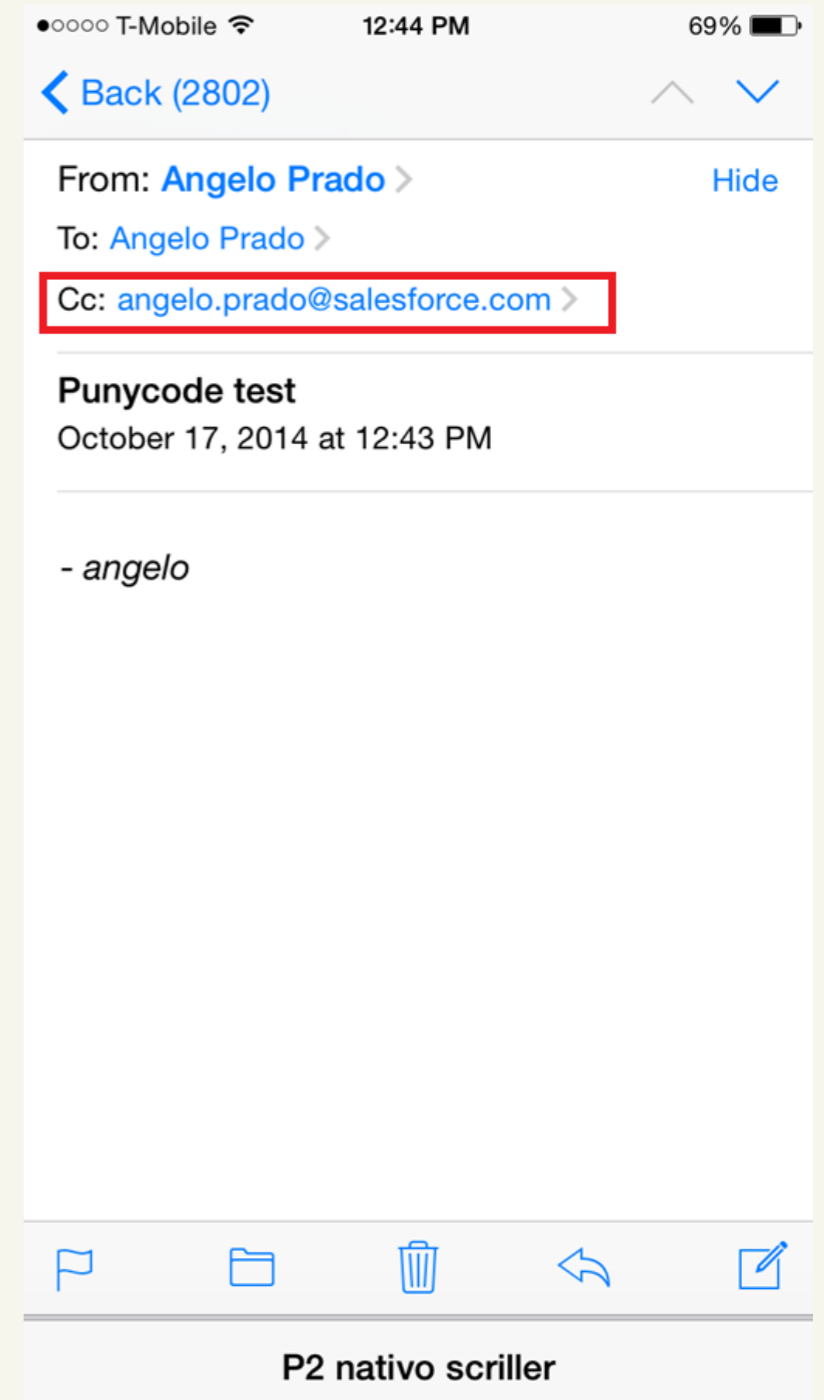 T-Mobile 12:44 PM 69%
Back (2802)
From: Angelo Prado Hide
To: Angelo Prado
Cc: angelo.prado@salesforce.com
Punycode test
October 17, 2014 at 12:43 PM
- angelo
P2 nativo scriller